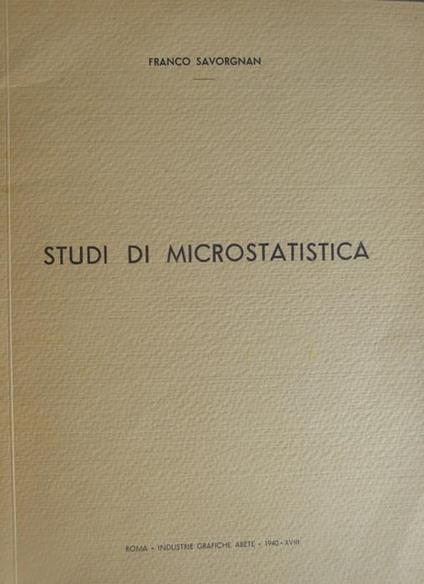 FRANCO SAVORGNAN
STUDI DI MICROSTATISTICA
ROMA • INDUSTRIE GRAFICHE ABETE • 1940 • XVIII